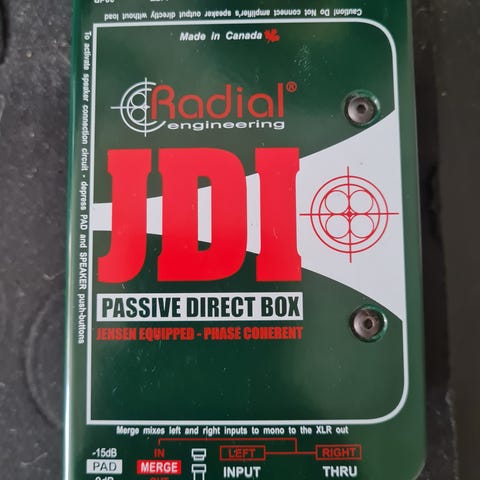 Caution! Do not connect amplifier's speaker output directly without load
Made in Canada
To activate speaker connection circuit - depress PAD and SPEAKER push-buttons
Radial®
engineering
JDI
PASSIVE DIRECT BOX
JENSEN EQUIPPED - PHASE COHERENT
Merge mixes left and right inputs to mono to the XLR out
-15dB IN LEFT RIGHT
PAD MERGE INPUT THRU
0dB OUT